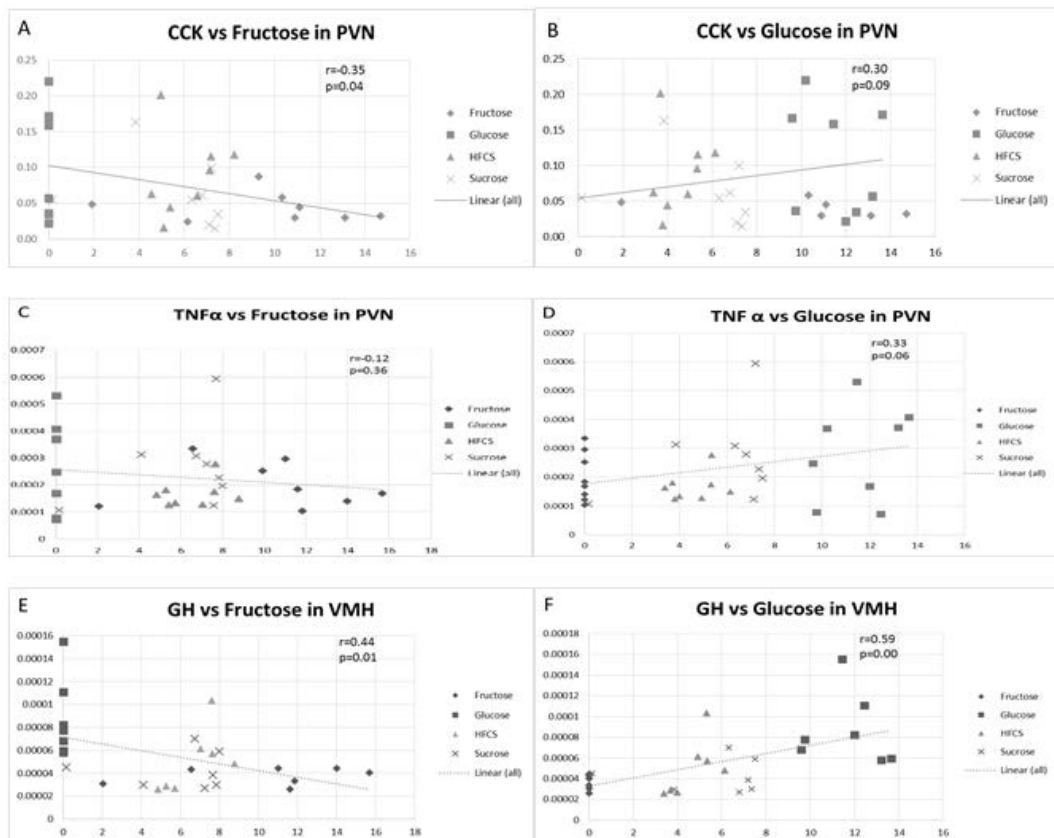 A
CCK vs Fructose in PVN
r=-0.35
p=0.04
0.25
0.20
0.15
0.10
0.05
0.00
0 2 4 6 8 10 12 14 16
Fructose
Glucose
HFCS
Sucrose
Linear (all)
B
CCK vs Glucose in PVN
r=0.30
p=0.09
0.25
0.20
0.15
0.10
0.05
0.00
0 2 4 6 8 10 12 14 16
Fructose
Glucose
HFCS
Sucrose
Linear (all)
C
TNFα vs Fructose in PVN
r=-0.12
p=0.36
0.0007
0.0006
0.0005
0.0004
0.0003
0.0002
0.0001
0
0 2 4 6 8 10 12 14 16 18
Fructose
Glucose
HFCS
Sucrose
Linear (all)
D
TNF α vs Glucose in PVN
r=0.33
p=0.06
0.0007
0.0006
0.0005
0.0004
0.0003
0.0002
0.0001
0
0 2 4 6 8 10 12 14 16
Fructose
Glucose
HFCS
Sucrose
Linear (all)
E
GH vs Fructose in VMH
r=0.44
p=0.01
0.00016
0.00014
0.00012
0.0001
0.00008
0.00006
0.00004
0.00002
0
0 2 4 6 8 10 12 14 16 18
Fructose
Glucose
HFCS
Sucrose
Linear (all)
F
GH vs Glucose in VMH
r=0.59
p=0.00
0.00018
0.00016
0.00014
0.00012
0.0001
0.00008
0.00006
0.00004
0.00002
0
0 2 4 6 8 10 12 14 16
Fructose
Glucose
HFCS
Sucrose
Linear (all)